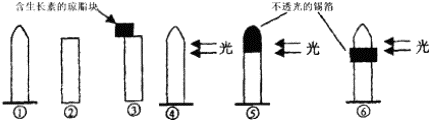 含生长素的琼脂块 不透光的锡箔
光 光 光
① ② ③ ④ ⑤ ⑥